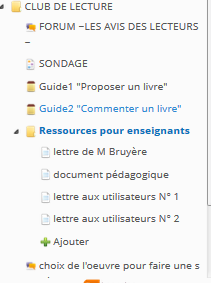 CLUB DE LECTURE
FORUM –LES AVIS DES LECTEURS
–
SONDAGE
Guide1 "Proposer un livre"
Guide2 "Commenter un livre"
Ressources pour enseignants
lettre de M Bruyère
document pédagogique
lettre aux utilisateurs N° 1
lettre aux utilisateurs N° 2
Ajouter
choix de l'oeuvre pour faire une s